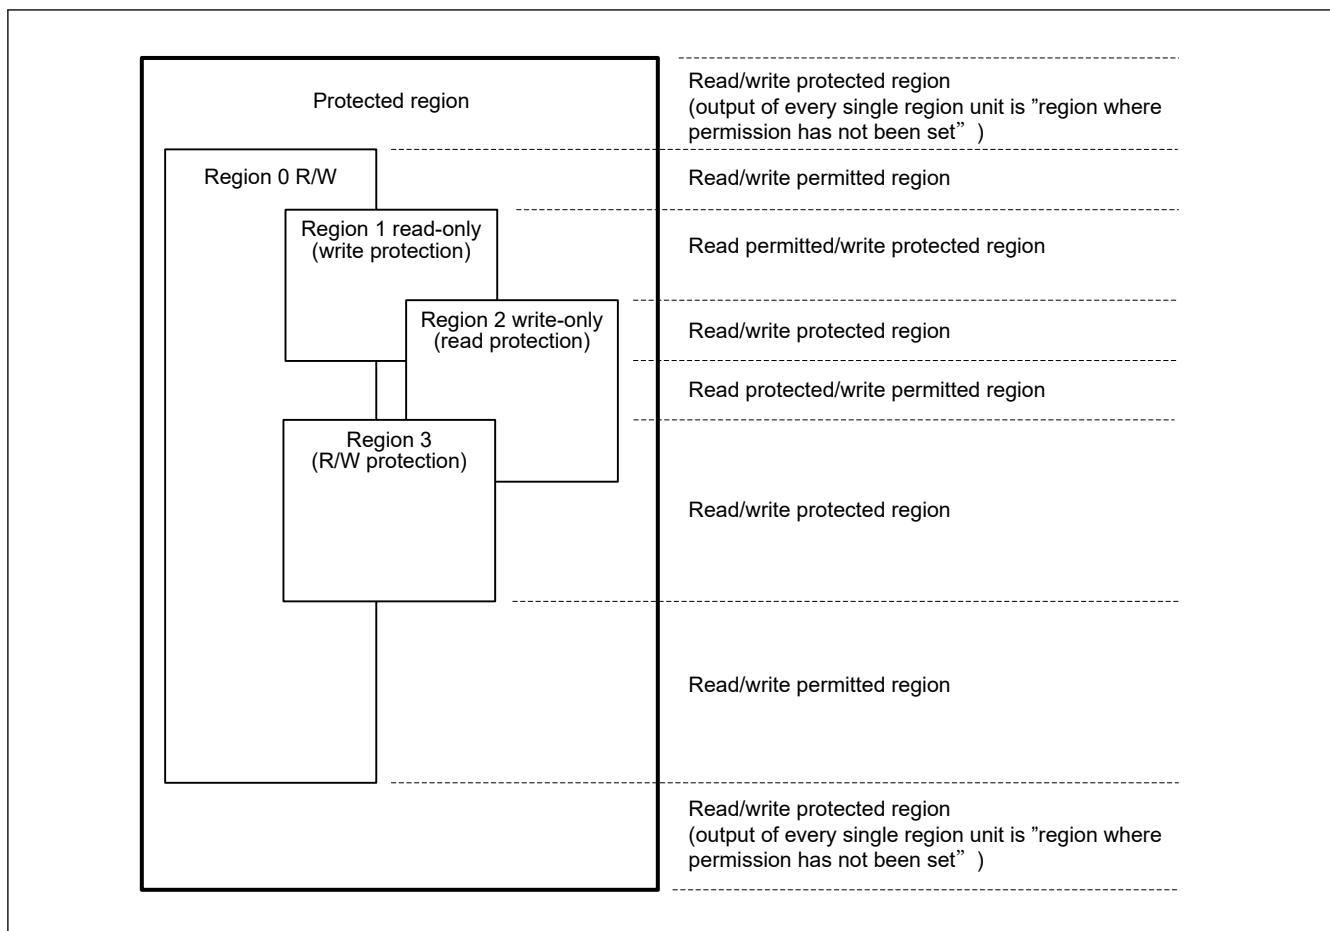 Protected region
Read/write protected region
(output of every single region unit is ”region where
permission has not been set” )
Region 0 R/W
Read/write permitted region
Region 1 read-only
(write protection)
Read permitted/write protected region
Region 2 write-only
(read protection)
Read/write protected region
Read protected/write permitted region
Region 3
(R/W protection)
Read/write protected region
Read/write permitted region
Read/write protected region
(output of every single region unit is ”region where
permission has not been set” )